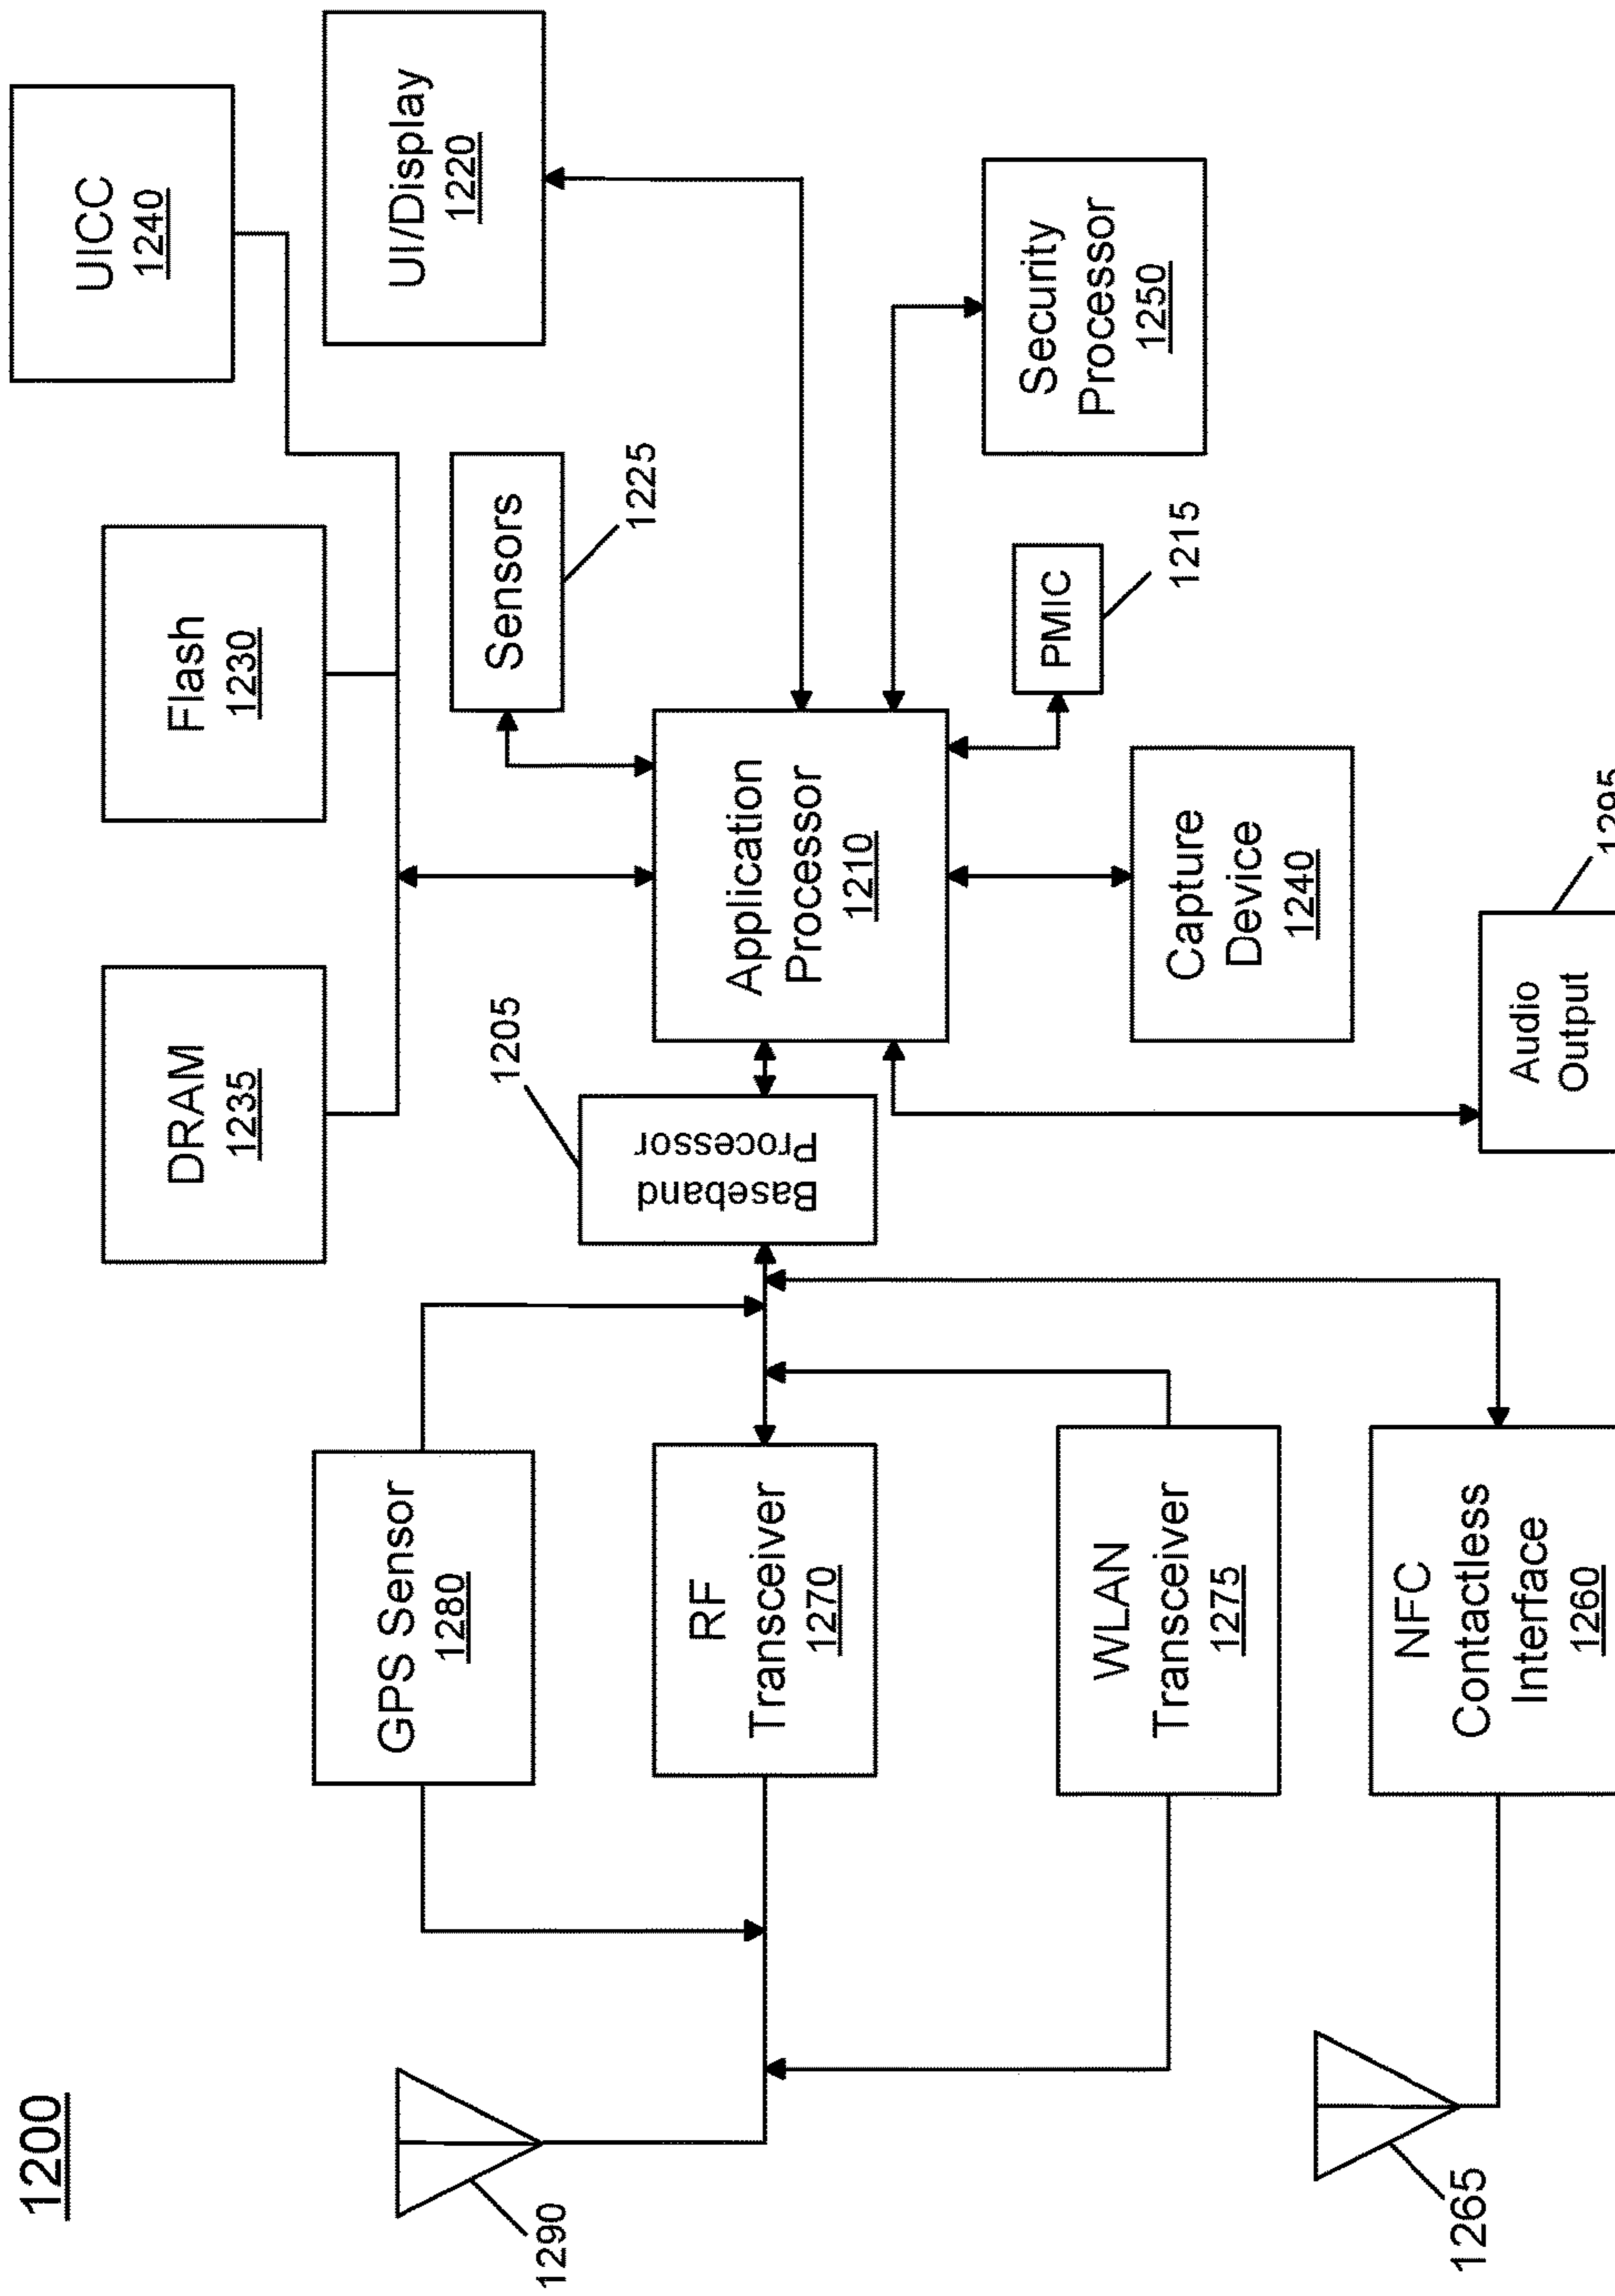 1200
UICC
1240
Flash
1230
DRAM
1235
UI/Display
1220
Sensors
1225
1205
Baseband
Processor
Application
Processor
1210
Security
Processor
1250
PMIC
1215
Capture
Device
1240
Audio
Output
1295
GPS Sensor
1280
RF
Transceiver
1270
WLAN
Transceiver
1275
NFC
Contactless
Interface
1260
1290
1265